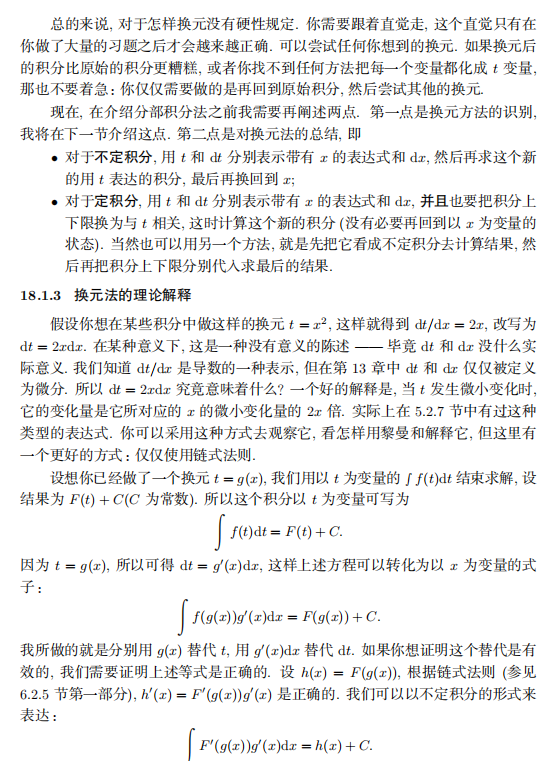 总的来说, 对于怎样换元没有硬性规定. 你需要跟着直觉走, 这个直觉只有在
你做了大量的习题之后才会越来越正确. 可以尝试任何你想到的换元. 如果换元后
的积分比原始的积分更糟糕, 或者你找不到任何方法把每一个变量都化成 t 变量,
那也不要着急: 你仅仅需要做的是再回到原始积分, 然后尝试其他的换元.
现在, 在介绍分部积分法之前我需要再阐述两点. 第一点是换元方法的识别,
我将在下一节介绍这点. 第二点是对换元法的总结, 即
• 对于不定积分, 用 t 和 dt 分别表示带有 x 的表达式和 dx, 然后再求这个新
的用 t 表达的积分, 最后再换回到 x;
• 对于定积分, 用 t 和 dt 分别表示带有 x 的表达式和 dx, 并且也要把积分上
下限换为与 t 相关, 这时计算这个新的积分 (没有必要再回到以 x 为变量的
状态). 当然也可以用另一个方法, 就是先把它看成不定积分去计算结果, 然
后再把积分上下限分别代入求最后的结果.
18.1.3 换元法的理论解释
假设你想在某些积分中做这样的换元 t = x², 这样就得到 dt/dx = 2x, 改写为
dt = 2xdx. 在某种意义下, 这是一种没有意义的陈述 —— 毕竟 dt 和 dx 没什么实
际意义. 我们知道 dt/dx 是导数的一种表示, 但在第 13 章中 dt 和 dx 仅仅被定义
为微分. 所以 dt = 2xdx 究竟意味着什么? 一个好的解释是, 当 t 发生微小变化时,
它的变化量是它所对应的 x 的微小变化量的 2x 倍. 实际上在 5.2.7 节中有过这种
类型的表达式. 你可以采用这种方式去观察它, 看怎样用黎曼和解释它, 但这里有
一个更好的方式: 仅仅使用链式法则.
设想你已经做了一个换元 t = g(x), 我们用以 t 为变量的 ∫ f(t)dt 结束求解, 设
结果为 F(t) + C(C 为常数). 所以这个积分以 t 为变量可写为
∫ f(t)dt = F(t) + C.
因为 t = g(x), 所以可得 dt = g′(x)dx, 这样上述方程可以转化为以 x 为变量的式
子:
∫ f(g(x))g′(x)dx = F(g(x)) + C.
我所做的就是分别用 g(x) 替代 t, 用 g′(x)dx 替代 dt. 如果你想证明这个替代是有
效的, 我们需要证明上述等式是正确的. 设 h(x) = F(g(x)), 根据链式法则 (参见
6.2.5 节第一部分), h′(x) = F′(g(x))g′(x) 是正确的. 我们可以以不定积分的形式来
表达:
∫ F′(g(x))g′(x)dx = h(x) + C.